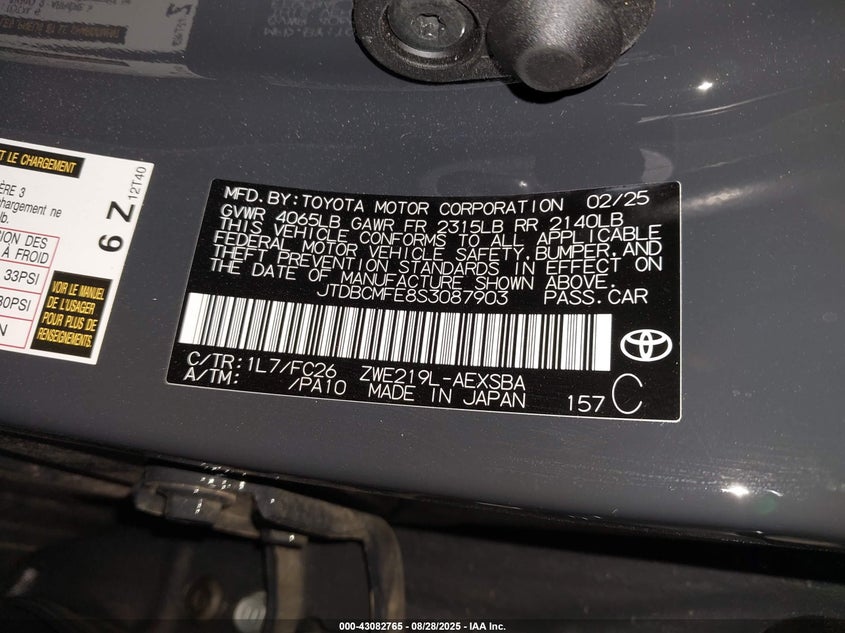 T LE CHARGEMENT
ÈRE 3
chargement ne
lb.
SION DES
À FROID
33PSI
30PSI
N
VOIR LE MANUEL
DE L'USAGER
POUR PLUS DE
RENSEIGNEMENTS.
6 Z
12T40
MFD.BY:TOYOTA MOTOR CORPORATION 02/25
GVWR 4065LB GAWR FR 2315LB RR 2140LB
THIS VEHICLE CONFORMS TO ALL APPLICABLE
FEDERAL MOTOR VEHICLE SAFETY,BUMPER,AND
THEFT PREVENTION STANDARDS IN EFFECT ON
THE DATE OF MANUFACTURE SHOWN ABOVE.
JTDBCMFE8S3087903 PASS.CAR
C/TR:1L7/FC26 ZWE219L-AEXSBA
A/TM: /PA10 MADE IN JAPAN 157 C
000-43082765 - 08/28/2025 - IAA Inc.